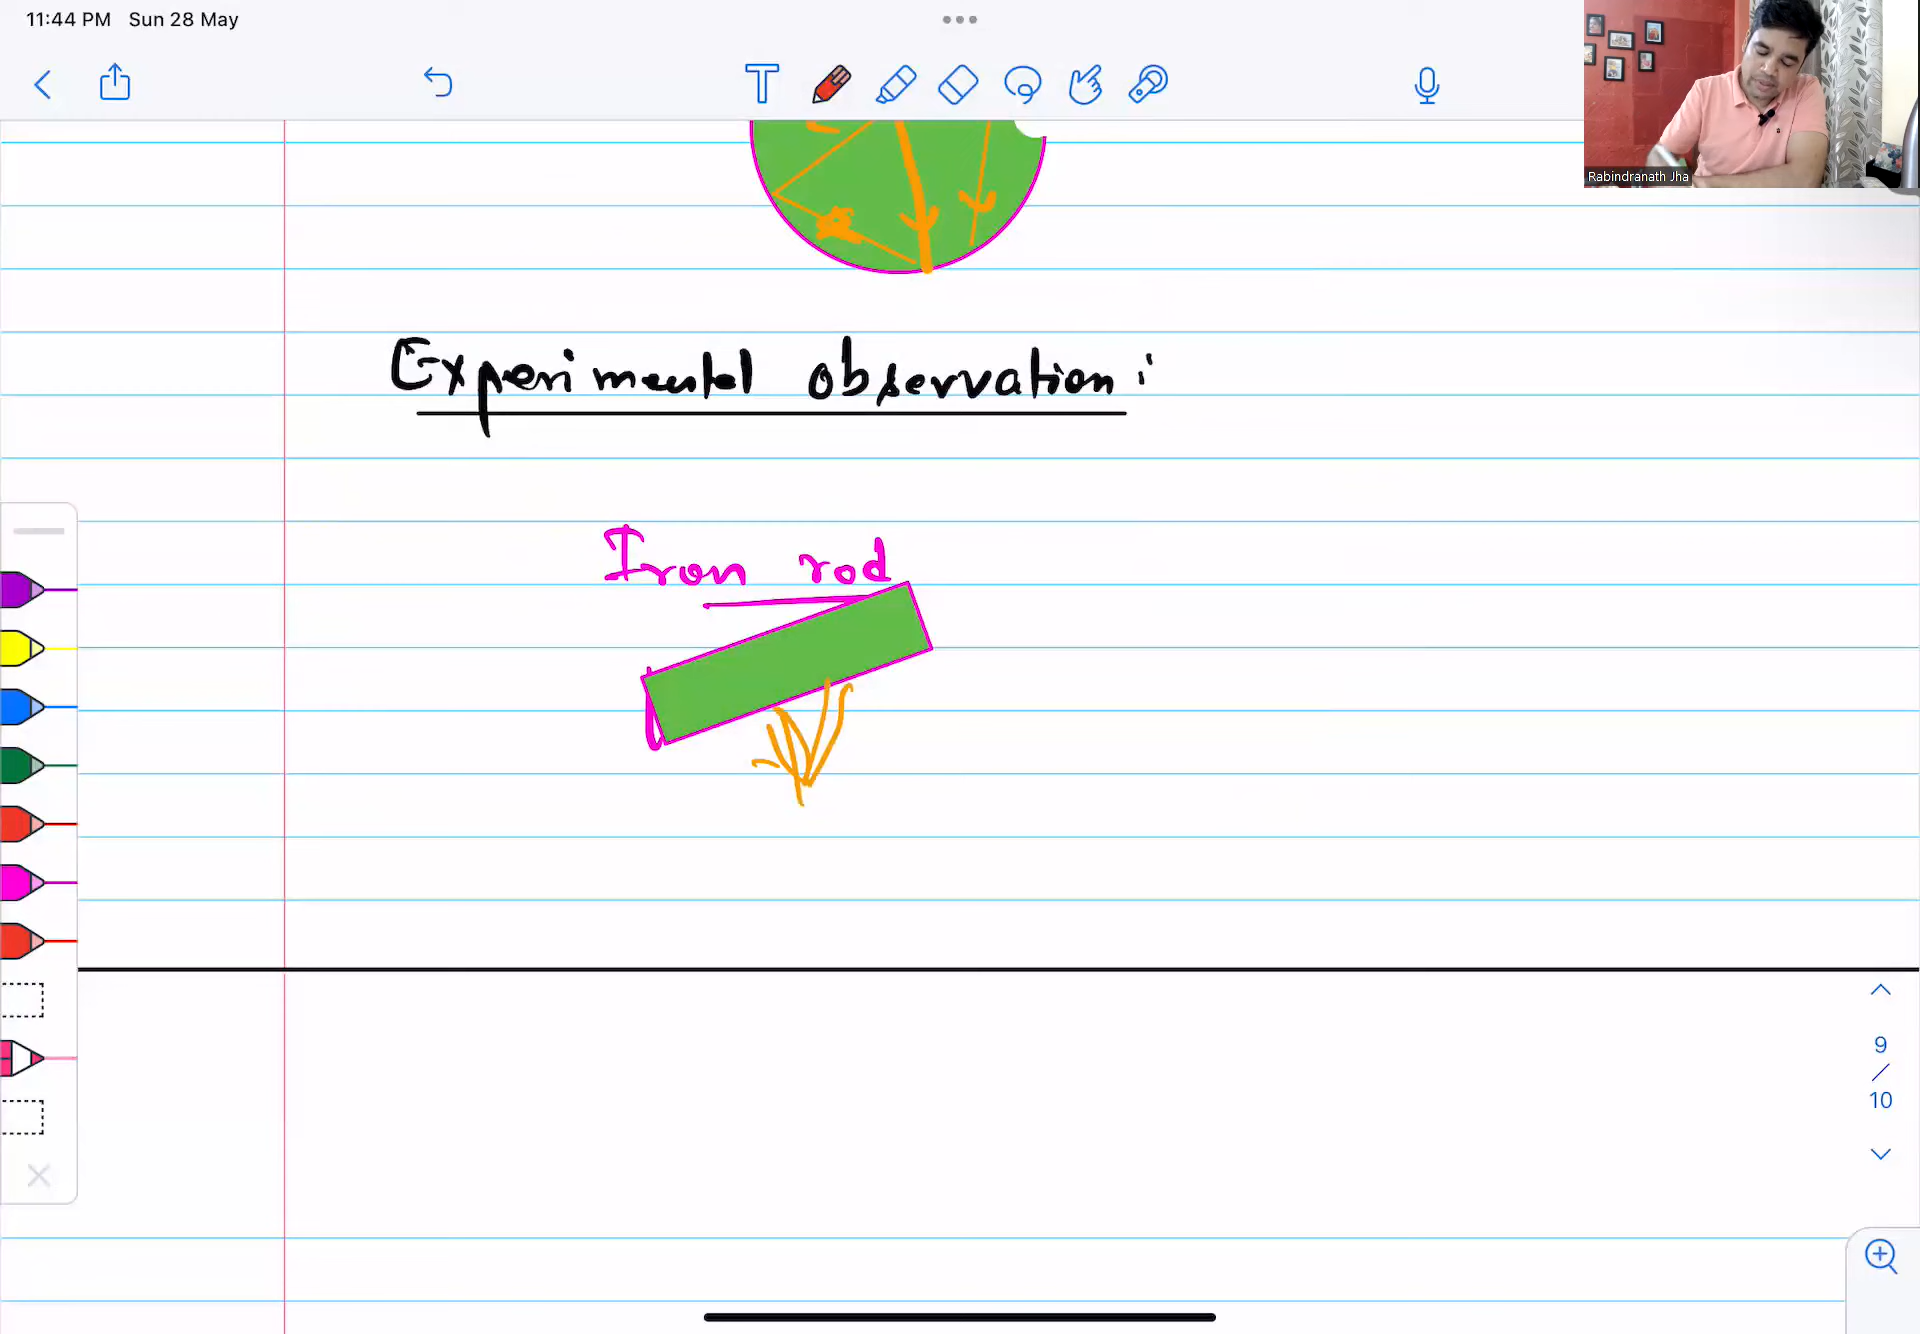 11:44 PM Sun 28 May
T
Rabindranath Jha
Experimental observation:
Iron rod
9
10